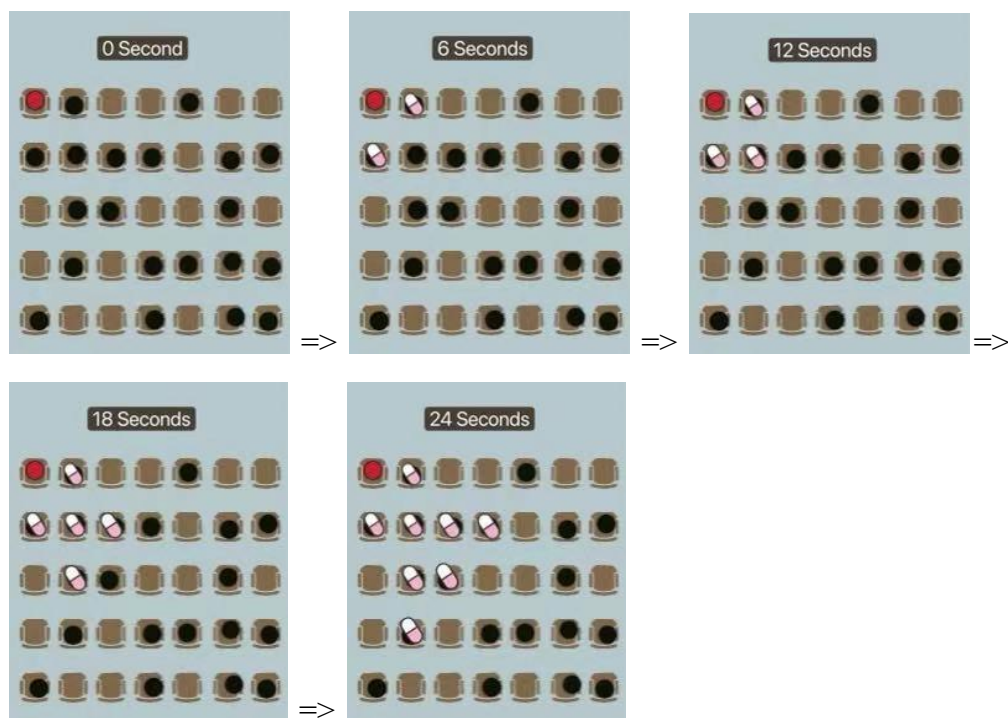 0 Second
6 Seconds
12 Seconds
=>
=>
=>
18 Seconds
24 Seconds
=>